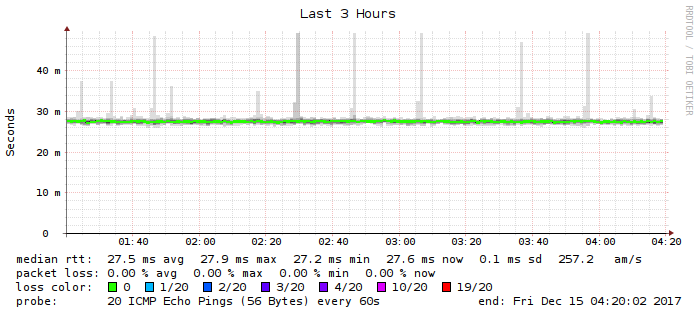 Last 3 Hours
RRDTOOL / TOBI OETIKER
Seconds
40 m
30 m
20 m
10 m
0
01:40 02:00 02:20 02:40 03:00 03:20 03:40 04:00 04:20
median rtt: 27.5 ms avg 27.9 ms max 27.2 ms min 27.6 ms now 0.1 ms sd 257.2 am/s
packet loss: 0.00 % avg 0.00 % max 0.00 % min 0.00 % now
loss color: 0 1/20 2/20 3/20 4/20 10/20 19/20
probe: 20 ICMP Echo Pings (56 Bytes) every 60s end: Fri Dec 15 04:20:02 2017